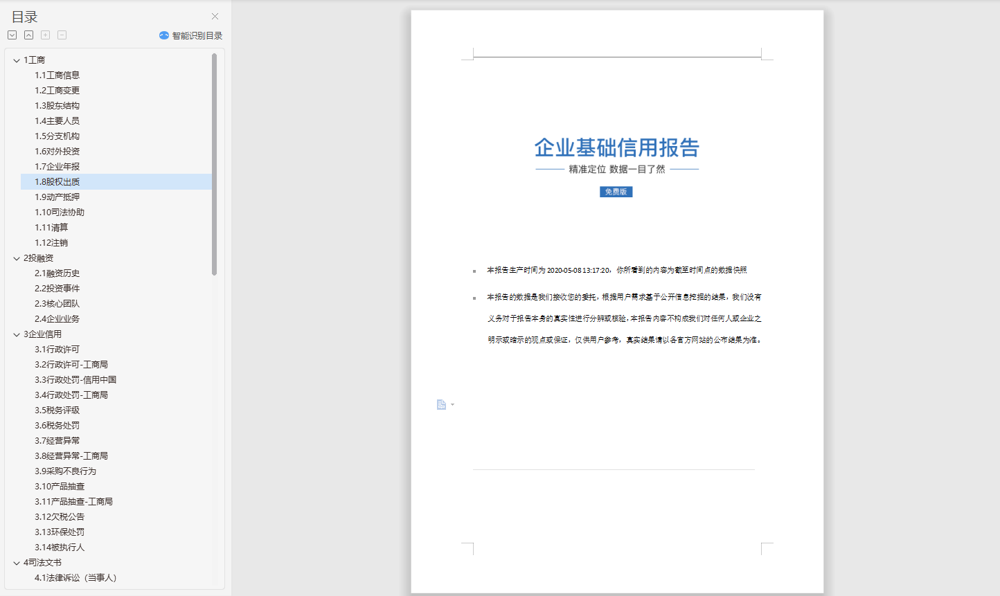 目录
智能识别目录
1工商
1.1工商信息
1.2工商变更
1.3股东结构
1.4主要人员
1.5分支机构
1.6对外投资
1.7企业年报
1.8股权出质
1.9动产抵押
1.10司法协助
1.11清算
1.12注销
2投融资
2.1融资历史
2.2投资事件
2.3核心团队
2.4企业业务
3企业信用
3.1行政许可
3.2行政许可-工商局
3.3行政处罚-信用中国
3.4行政处罚-工商局
3.5税务评级
3.6税务处罚
3.7经营异常
3.8经营异常-工商局
3.9采购不良行为
3.10产品抽查
3.11产品抽查-工商局
3.12欠税公告
3.13环保处罚
3.14被执行人
4司法文书
4.1法律诉讼（当事人）
企业基础信用报告
精准定位 数据一目了然
免费版
本报告生产时间为 2020-05-08 13:17:20，你所看到的内容为截至时间点的数据快照
本报告的数据是我们接收您的委托，根据用户需求基于公开信息挖掘的结果，我们没有
义务对于报告本身的真实性进行分辨或核验，本报告内容不构成我们对任何人或企业之
明示或暗示的观点或保证，仅供用户参考，真实结果请以各官方网站的公布结果为准。